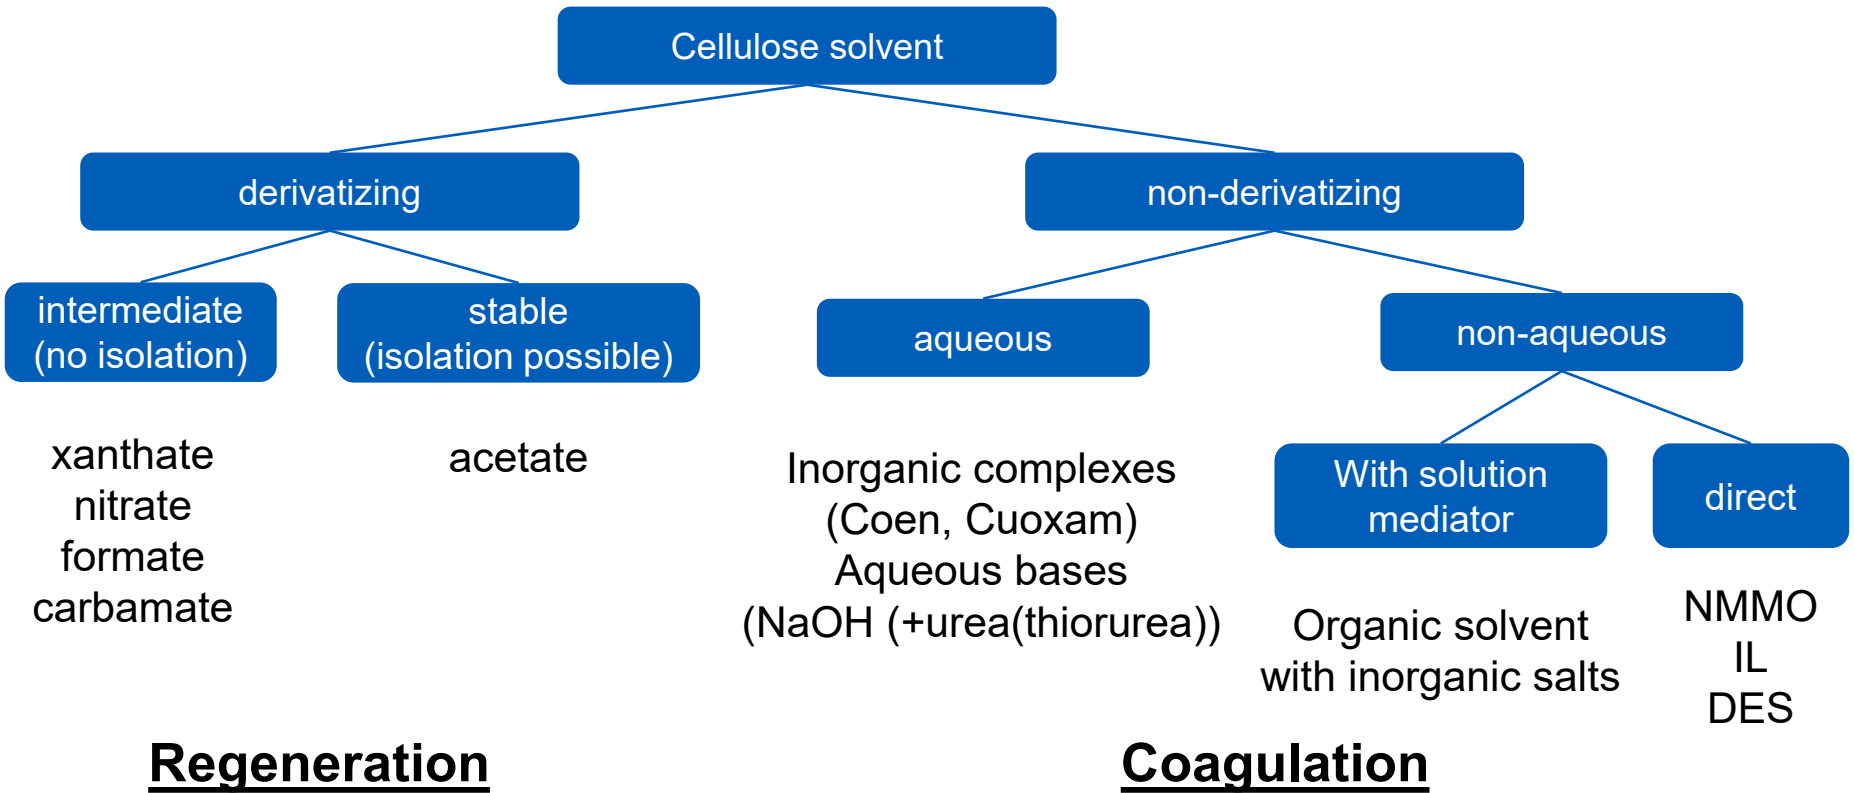 Cellulose solvent
derivatizing
non-derivatizing
intermediate
(no isolation)
stable
(isolation possible)
aqueous
non-aqueous
xanthate
nitrate
formate
carbamate
acetate
Inorganic complexes
(Coen, Cuoxam)
Aqueous bases
(NaOH (+urea(thiorurea))
With solution
mediator
direct
Organic solvent
with inorganic salts
NMMO
IL
DES
Regeneration
Coagulation